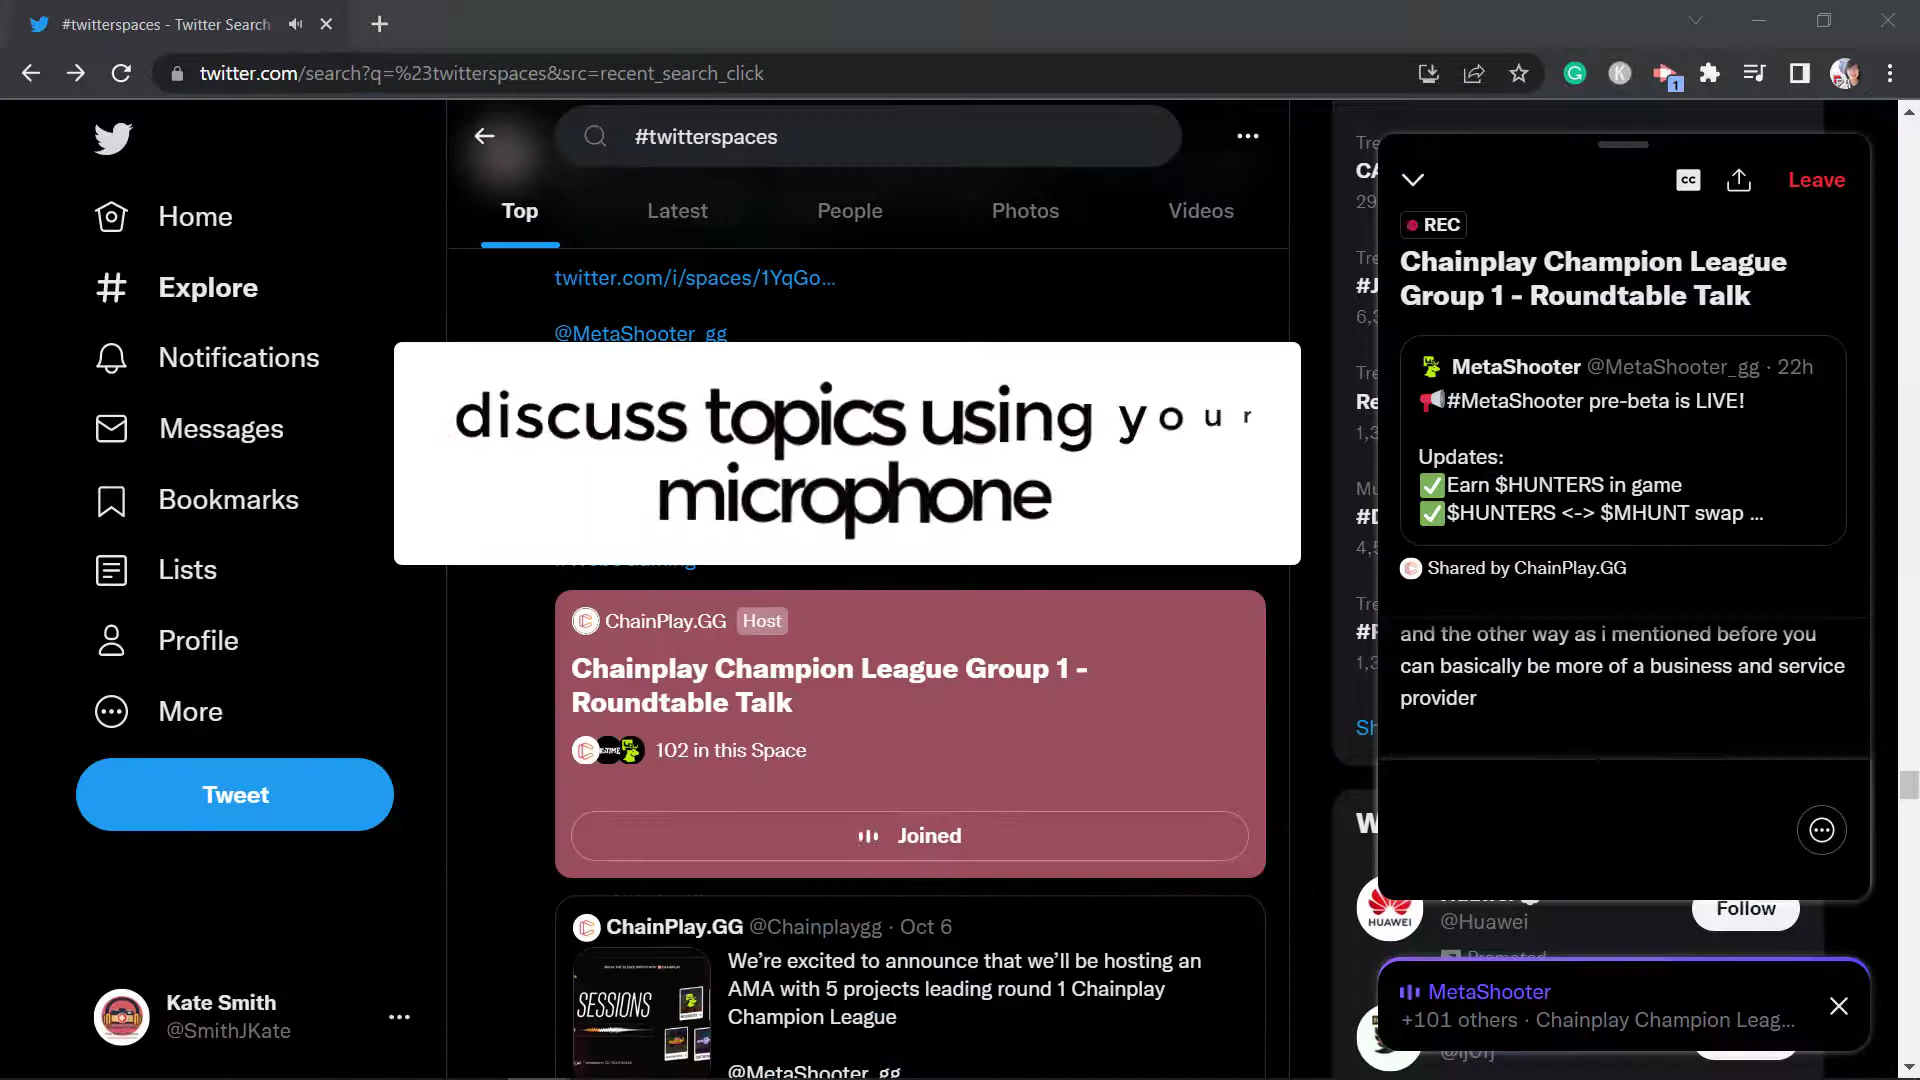 #twitterspaces - Twitter Search
twitter.com/search?q=%23twitterspaces&src=recent_search_click
1
Home
Explore
Notifications
Messages
Bookmarks
Lists
Profile
More
Tweet
Kate Smith
@SmithJKate
#twitterspaces
Top
Latest
People
Photos
Videos
twitter.com/i/spaces/1YqGo...
@MetaShooter_gg
discuss topics using your
microphone
ChainPlay.GG Host
Chainplay Champion League Group 1 -
Roundtable Talk
102 in this Space
Joined
ChainPlay.GG @Chainplaygg · Oct 6
SESSIONS
We're excited to announce that we'll be hosting an
AMA with 5 projects leading round 1 Chainplay
Champion League
@MetaShooter_gg
CC
Leave
REC
Chainplay Champion League
Group 1 - Roundtable Talk
MetaShooter @MetaShooter_gg · 22h
#MetaShooter pre-beta is LIVE!
Updates:
✅Earn $HUNTERS in game
✅$HUNTERS <-> $MHUNT swap ...
Shared by ChainPlay.GG
and the other way as i mentioned before you
can basically be more of a business and service
provider
HUAWEI
@Huawei
Follow
MetaShooter
+101 others · Chainplay Champion Leag...